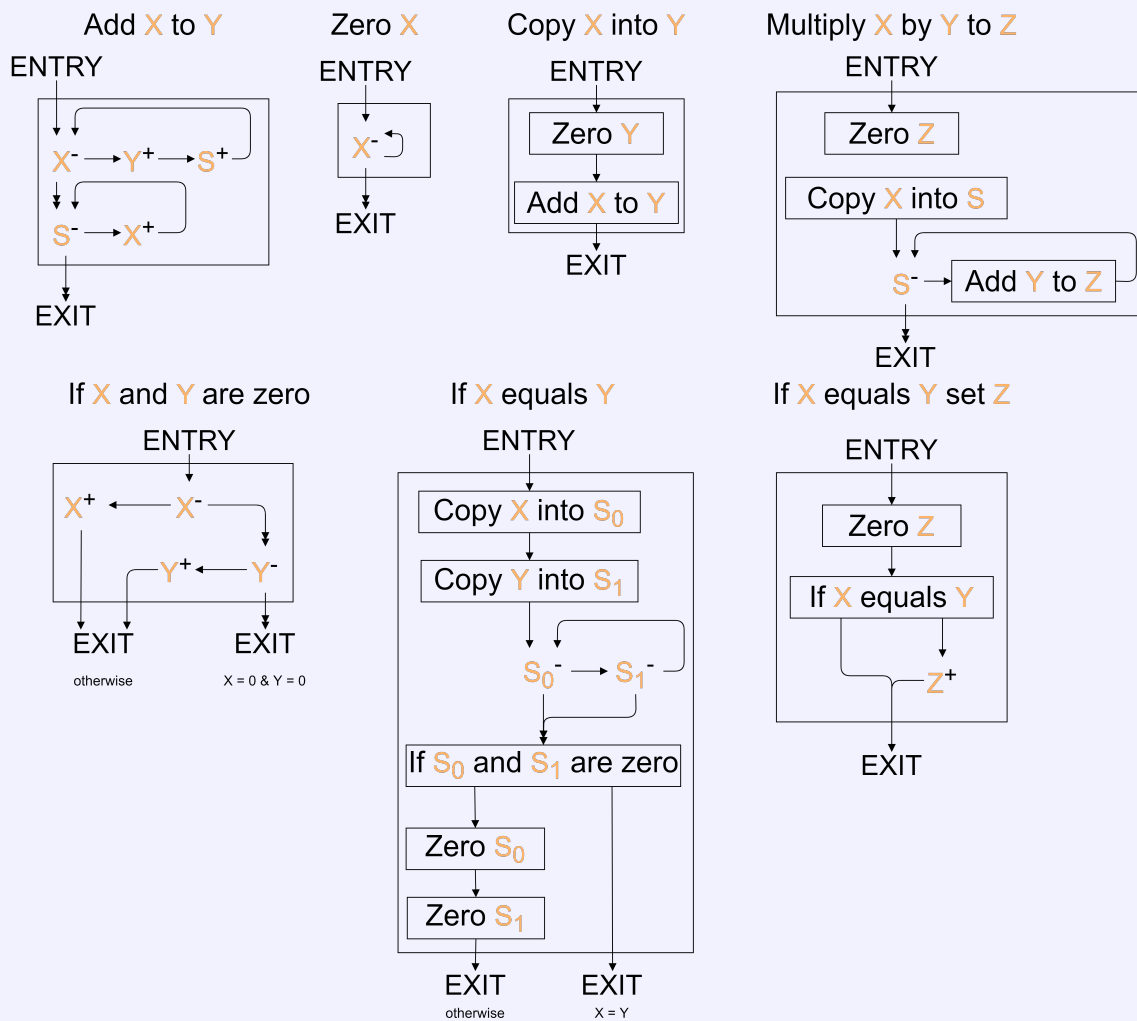 Add X to Y
ENTRY
X- Y+ S+
S- X+
EXIT
Zero X
ENTRY
X-
EXIT
Copy X into Y
ENTRY
Zero Y
Add X to Y
EXIT
Multiply X by Y to Z
ENTRY
Zero Z
Copy X into S
S- Add Y to Z
EXIT
If X and Y are zero
ENTRY
X+ X-
Y+ Y-
EXIT EXIT
otherwise X = 0 & Y = 0
If X equals Y
ENTRY
Copy X into S0
Copy Y into S1
S0- S1-
If S0 and S1 are zero
Zero S0
Zero S1
EXIT EXIT
otherwise X = Y
If X equals Y set Z
ENTRY
Zero Z
If X equals Y
Z+
EXIT